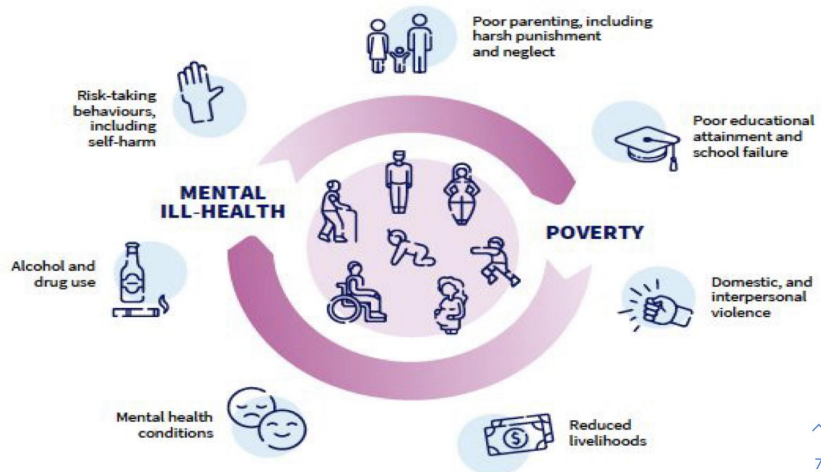 Poor parenting, including
harsh punishment
and neglect
Risk-taking
behaviours,
including
self-harm
Poor educational
attainment and
school failure
MENTAL
ILL-HEALTH
POVERTY
Alcohol and
drug use
Domestic, and
interpersonal
violence
Mental health
conditions
Reduced
livelihoods
$
7